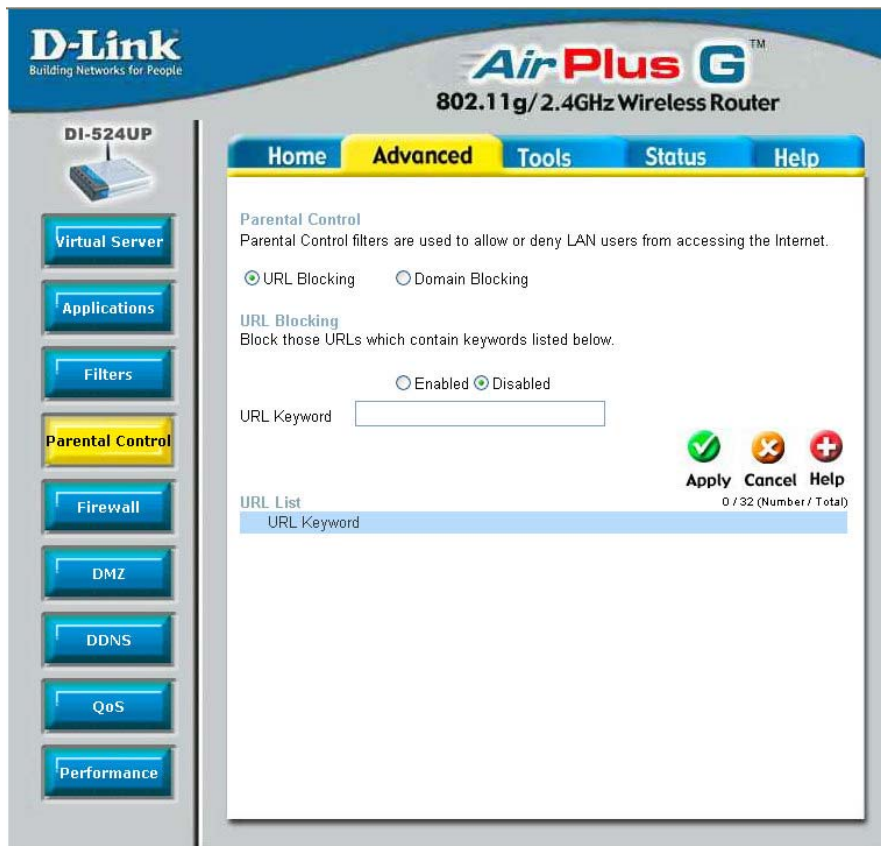 D-Link
Building Networks for People
AirPlus G™
802.11g/2.4GHz Wireless Router
DI-524UP
Home Advanced Tools Status Help
Virtual Server
Applications
Filters
Parental Control
Firewall
DMZ
DDNS
QoS
Performance
Parental Control
Parental Control filters are used to allow or deny LAN users from accessing the Internet.
URL Blocking Domain Blocking
URL Blocking
Block those URLs which contain keywords listed below.
Enabled Disabled
URL Keyword
Apply Cancel Help
URL List 0 / 32 (Number / Total)
URL Keyword